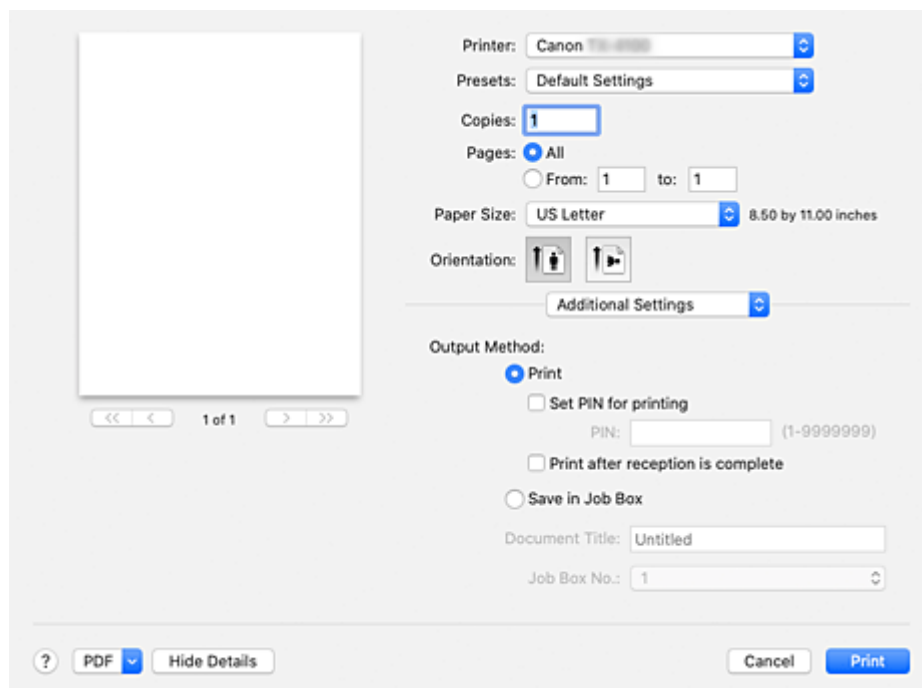 Printer: Canon
Presets: Default Settings
Copies: 1
Pages: All
From: 1 to: 1
Paper Size: US Letter 8.50 by 11.00 inches
Orientation:
Additional Settings
Output Method:
Print
Set PIN for printing
PIN: (1-9999999)
Print after reception is complete
Save in Job Box
Document Title: Untitled
Job Box No.: 1
<< < 1 of 1 > >>
? PDF Hide Details Cancel Print